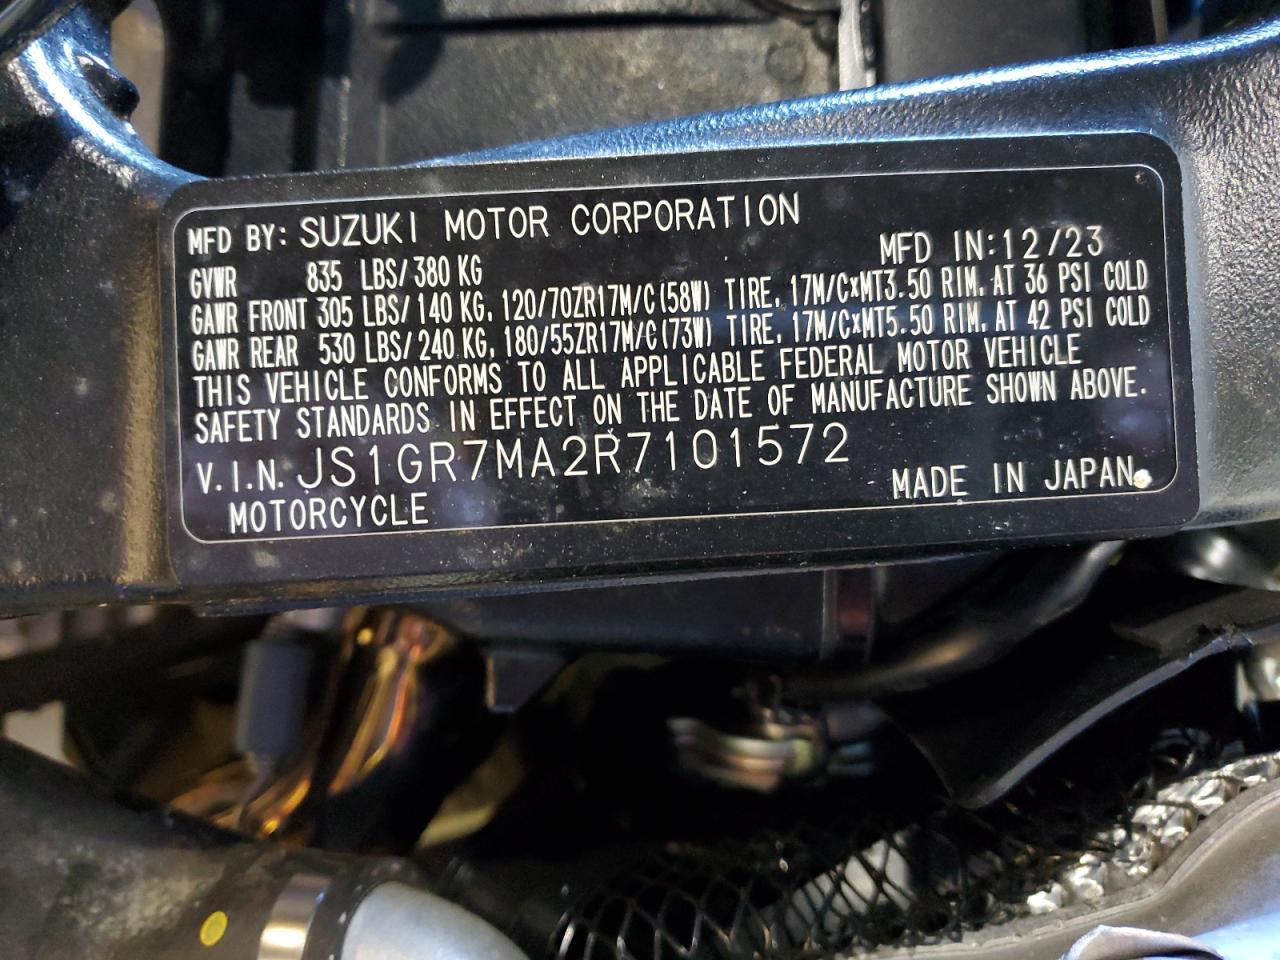 MFD BY: SUZUKI MOTOR CORPORATION
GVWR 835 LBS/380 KG MFD IN:12/23
GAWR FRONT 305 LBS/140 KG, 120/70ZR17M/C(58W) TIRE, 17M/C×MT3.50 RIM, AT 36 PSI COLD
GAWR REAR 530 LBS/240 KG, 180/55ZR17M/C(73W) TIRE, 17M/C×MT5.50 RIM, AT 42 PSI COLD
THIS VEHICLE CONFORMS TO ALL APPLICABLE FEDERAL MOTOR VEHICLE
SAFETY STANDARDS IN EFFECT ON THE DATE OF MANUFACTURE SHOWN ABOVE.
V.I.N. JS1GR7MA2R7101572
MOTORCYCLE MADE IN JAPAN.